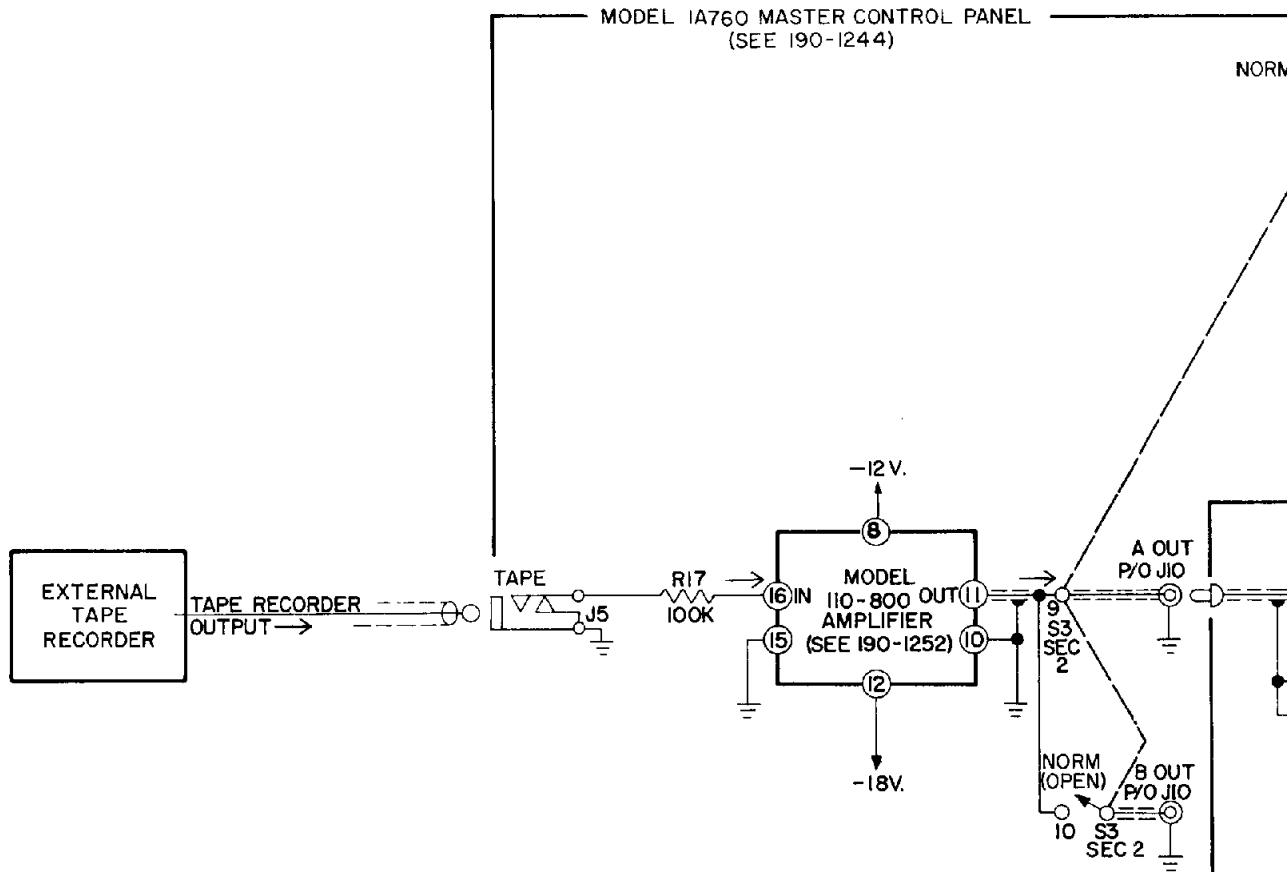 MODEL 1A760 MASTER CONTROL PANEL
(SEE 190-1244)
NORM
-12V.
8
EXTERNAL
TAPE
RECORDER
TAPE RECORDER
OUTPUT →
TAPE
J5
R17
100K
16 IN
15
MODEL
110-800
AMPLIFIER
(SEE 190-1252)
OUT 11
10
12
-18V.
9
S3
SEC
2
A OUT
P/O J10
NORM
(OPEN)
B OUT
P/O J10
10
S3
SEC 2